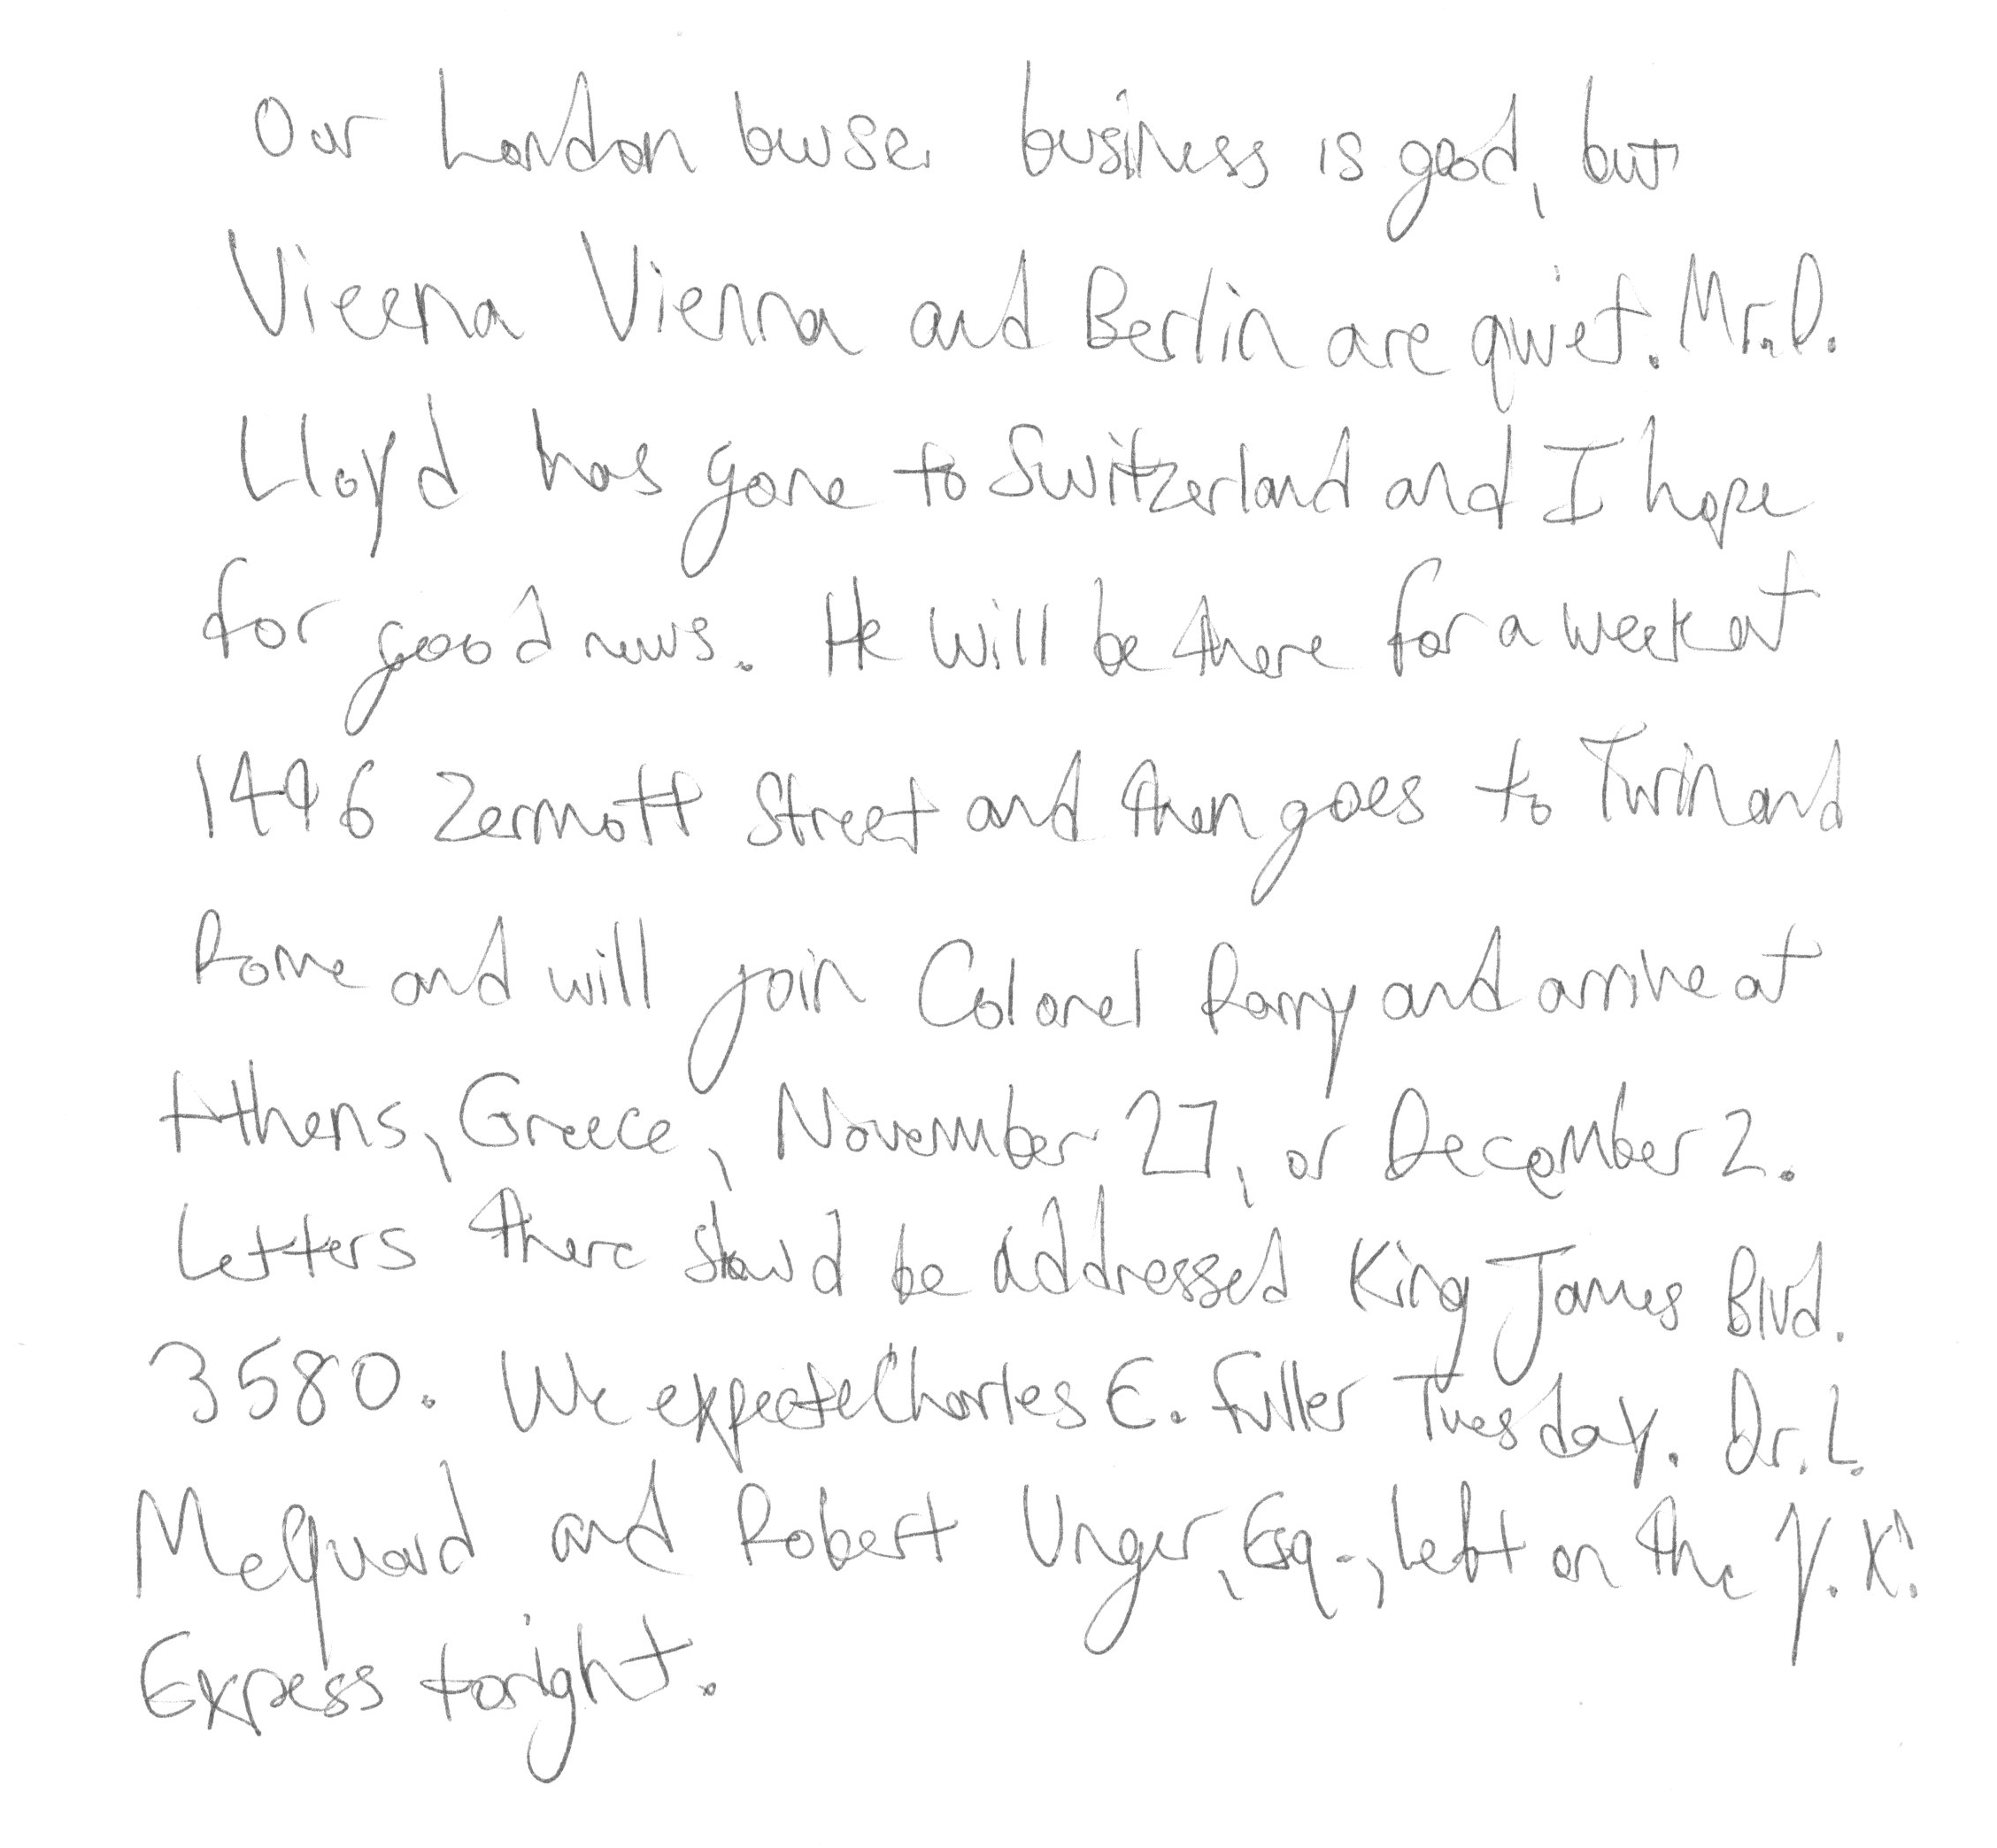 Our London buse business is good, but
Vieena Vienna and Berlin are quiet. Mr. D.
Lloyd has gone to Switzerland and I hope
for good news. He will be there for a week at
1496 Zermott Street and then goes to Turin and
Rome and will join Colonel Parry and arrive at
Athens, Greece, November 27, or December 2.
Letters there should be addressed King James Blvd.
3580. We expecte Charles E. Fuller Tuesday. Dr. L.
McQuaid and Robert Unger, Esq., left on the Y. X.
Express tonight.